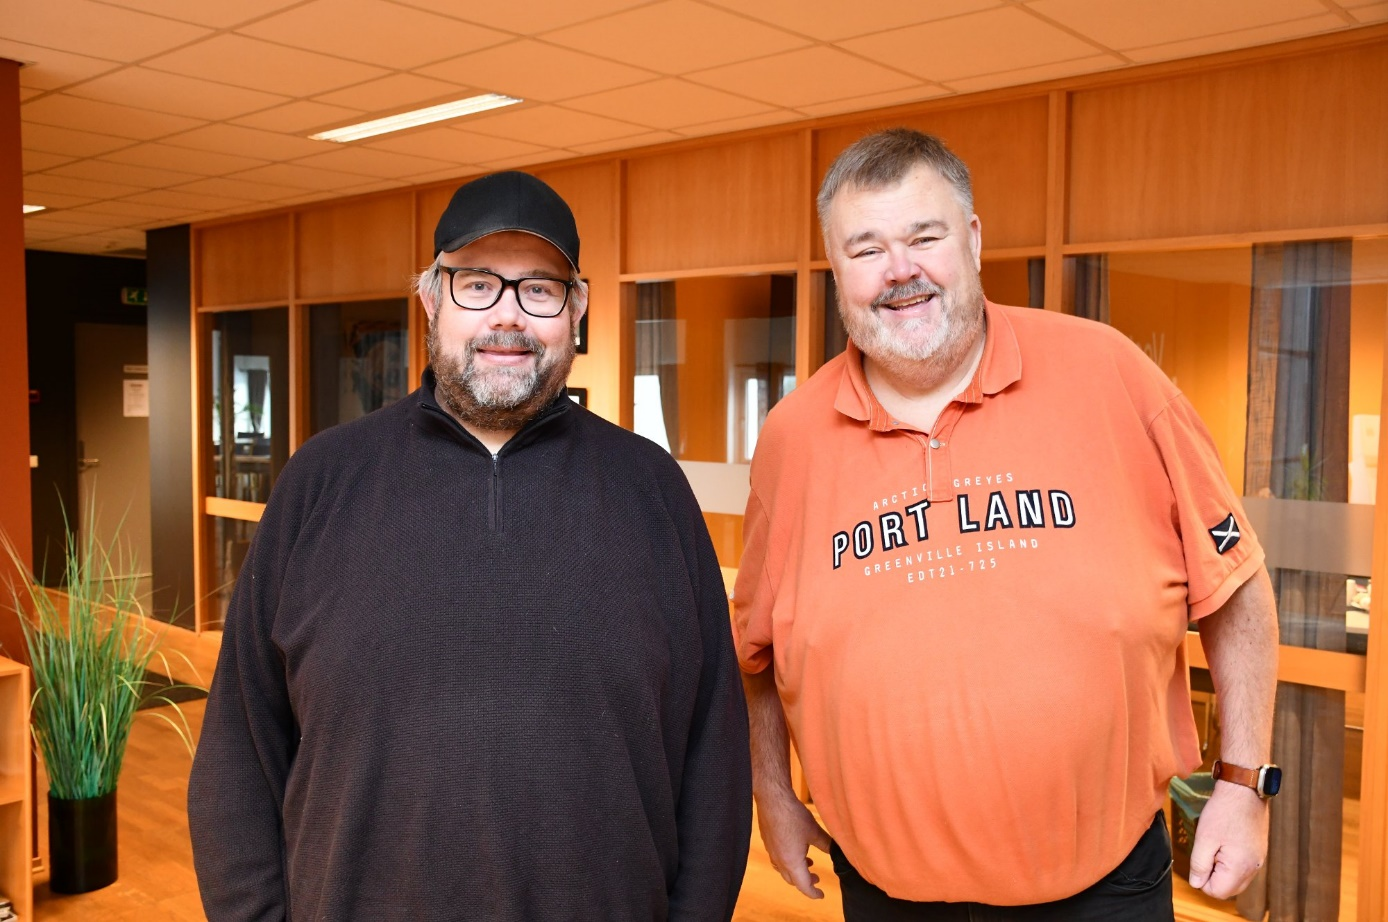 ARCTIC GREYES
PORT LAND
GREENVILLE ISLAND
EDT21-725